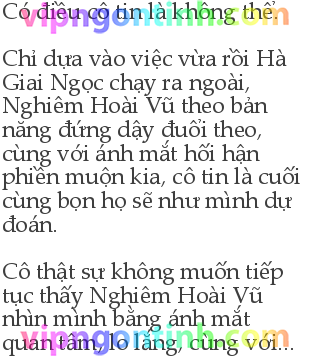 Có điều cô tin là không thể.
vipngontinh.com
Chỉ dựa vào việc vừa rồi Hà
Giai Ngọc chạy ra ngoài,
Nghiêm Hoài Vũ theo bản
năng đứng dậy đuổi theo,
cùng với ánh mắt hối hận
phiền muộn kia, cô tin là cuối
cùng bọn họ sẽ như mình dự
đoán.
Cô thật sự không muốn tiếp
tục thấy Nghiêm Hoài Vũ
nhìn mình bằng ánh mắt
quan tâm, lo lắng, cùng với...
vipngontinh.com